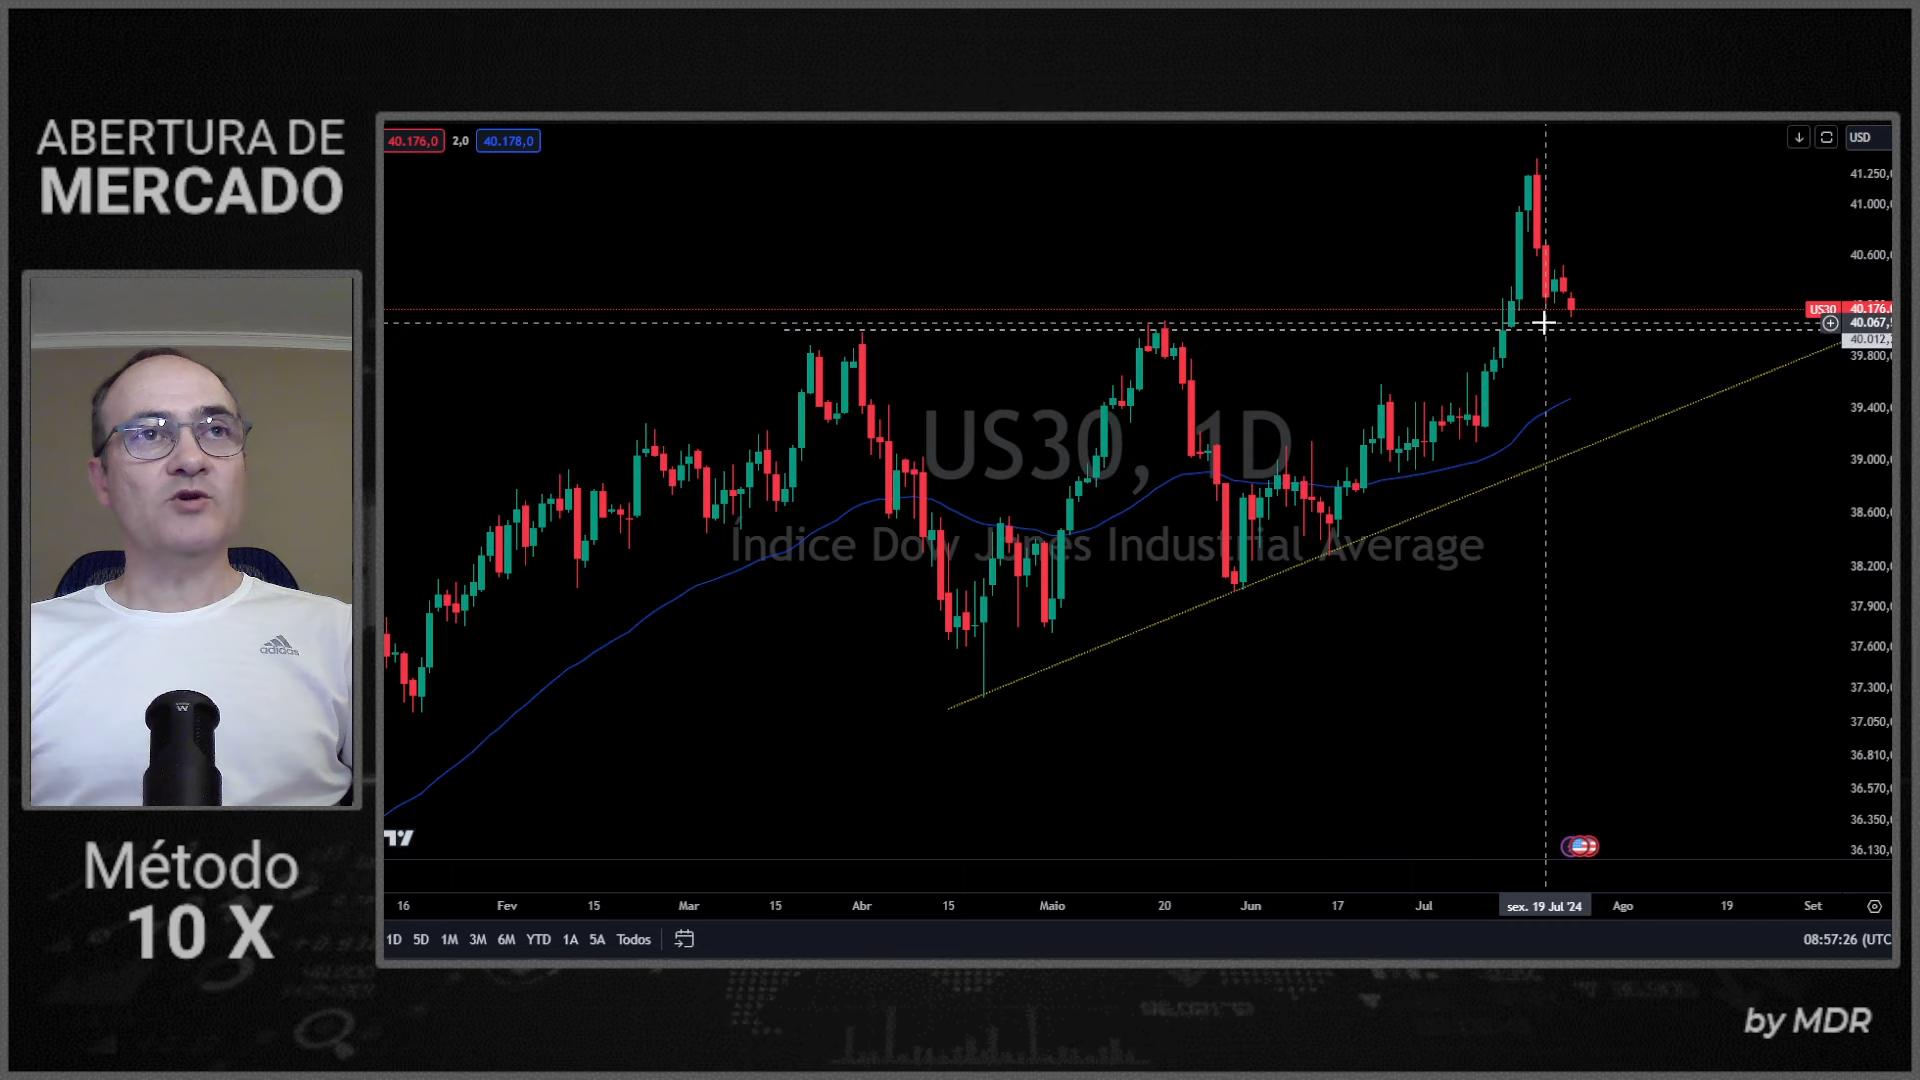 ABERTURA DE
MERCADO
40.176,0 2,0 40.178,0
USD
41.250,
41.000,
40.600,
US30 40.176,
40.067,
40.012,
39.800,
39.400,
39.000,
38.600,
38.200,
37.900,
37.600,
37.300,
37.050,
36.810,
36.570,
36.350,
36.130,
US30, 1D
Índice Dow Jones Industrial Average
adidas
W
16 Fev 15 Mar 15 Abr 15 Maio 20 Jun 17 Jul sex. 19 Jul '24 Ago 19 Set
1D 5D 1M 3M 6M YTD 1A 5A Todos
08:57:26 (UTC
Método
10 X
by MDR